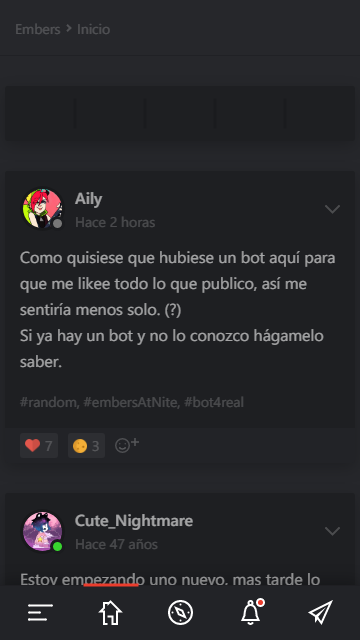 Embers > Inicio
Aily
Hace 2 horas
Como quisiese que hubiese un bot aquí para
que me likee todo lo que publico, así me
sentiría menos solo. (?)
Si ya hay un bot y no lo conozco hágamelo
saber.
#random, #embersAtNite, #bot4real
7 3
Cute_Nightmare
Hace 47 años
Estoy empezando uno nuevo, mas tarde lo